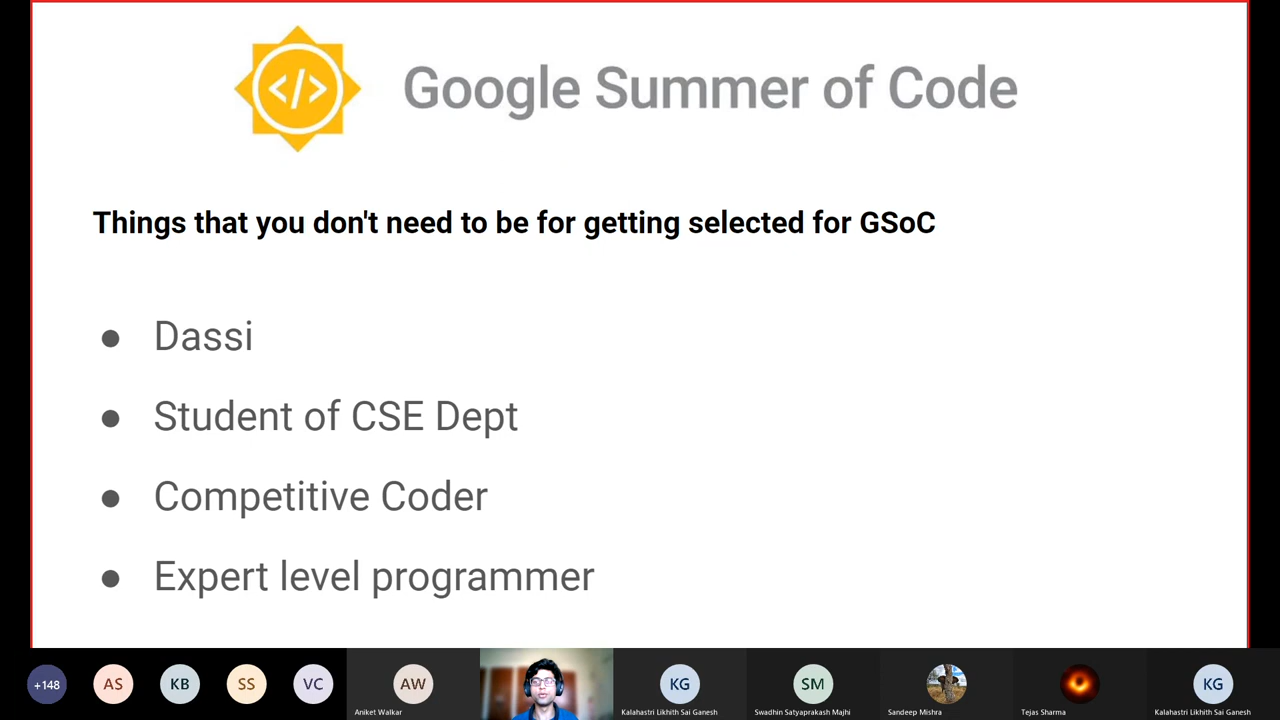 </>
Google Summer of Code
Things that you don't need to be for getting selected for GSoC
● Dassi
● Student of CSE Dept
● Competitive Coder
● Expert level programmer
+148 AS KB SS VC AW KG SM KG
Aniket Walkar Kalahastri Likhith Sai Ganesh Swadhin Satyaprakash Majhi Sandeep Mishra Tejas Sharma Kalahastri Likhith Sai Ganesh